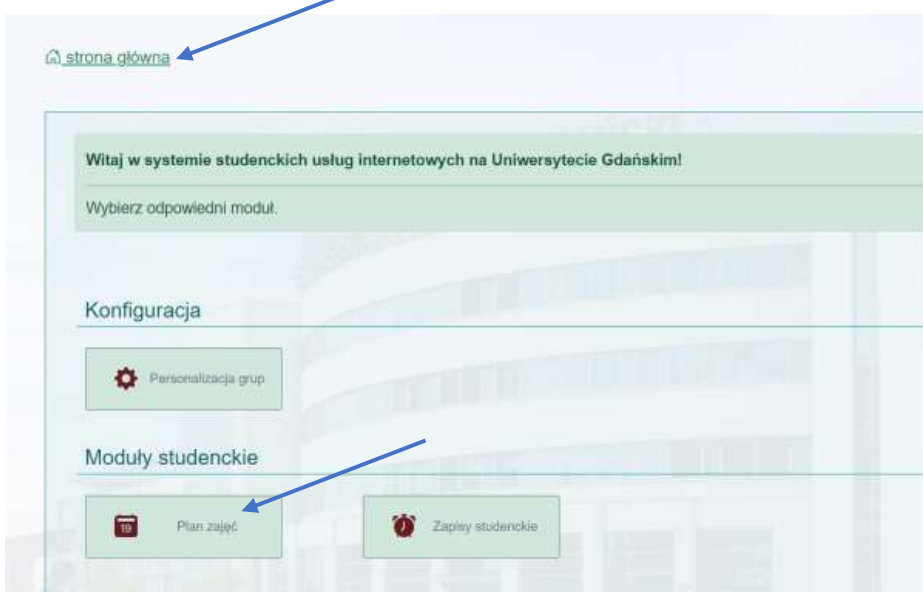 strona główna
Witaj w systemie studenckich usług internetowych na Uniwersytecie Gdańskim!
Wybierz odpowiedni moduł.
Konfiguracja
Personalizacja grup
Moduły studenckie
19 Plan zajęć
Zapisy studenckie